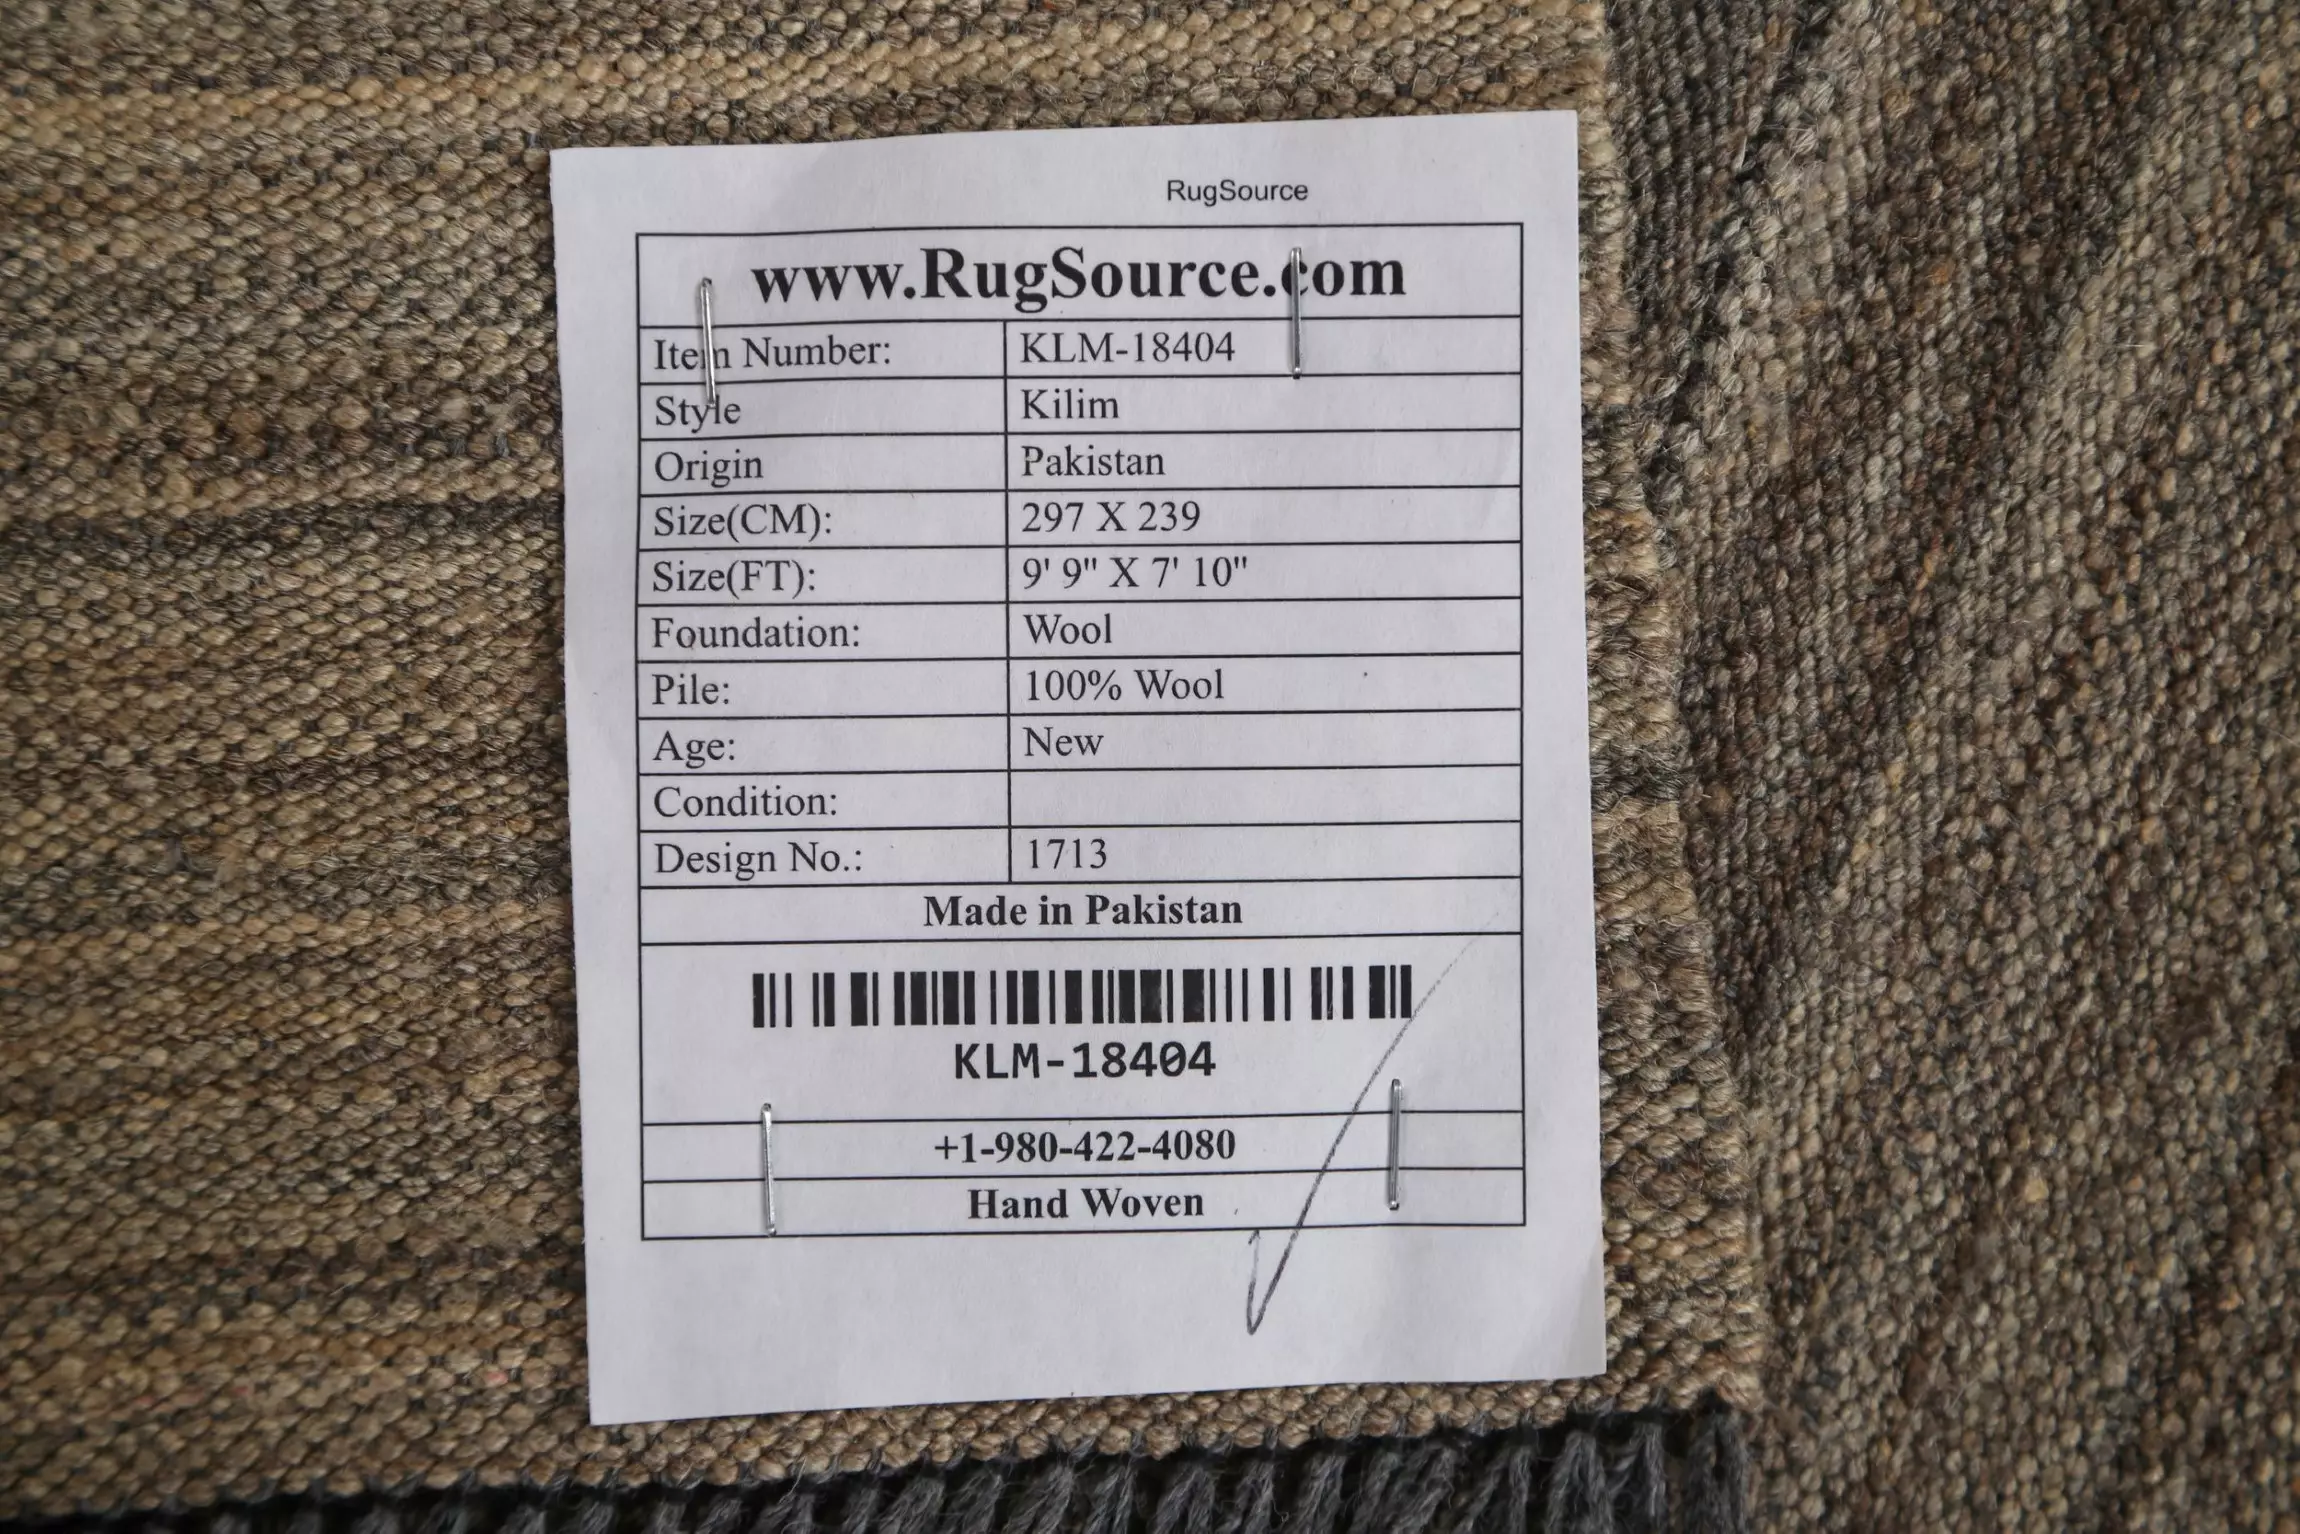 RugSource
www.RugSource.com
Item Number: KLM-18404
Style Kilim
Origin Pakistan
Size(CM): 297 X 239
Size(FT): 9' 9" X 7' 10"
Foundation: Wool
Pile: 100% Wool
Age: New
Condition:
Design No.: 1713
Made in Pakistan
KLM-18404
+1-980-422-4080
Hand Woven